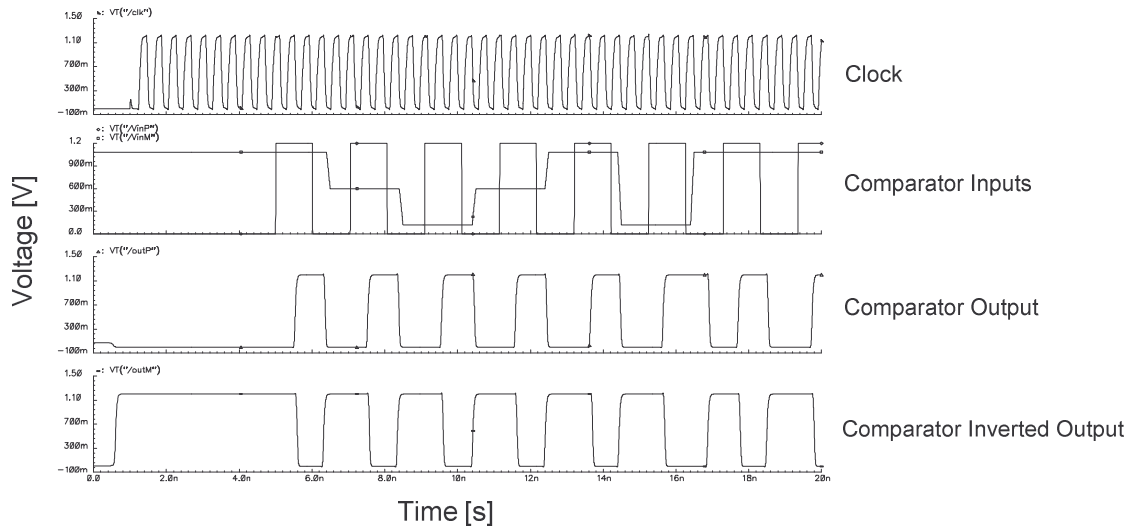 ▵: VT("/clk")
1.50
1.10
700m
300m
-100m
Clock
⋄: VT("/VinP")
▫: VT("/VinM")
1.2
900m
600m
300m
0.0
Comparator Inputs
▵: VT("/outP")
1.50
1.10
700m
300m
-100m
Comparator Output
-: VT("/outM")
1.50
1.10
700m
300m
-100m
Comparator Inverted Output
0.0 2.0n 4.0n 6.0n 8.0n 10n 12n 14n 16n 18n 20n
Time [s]
Voltage [V]